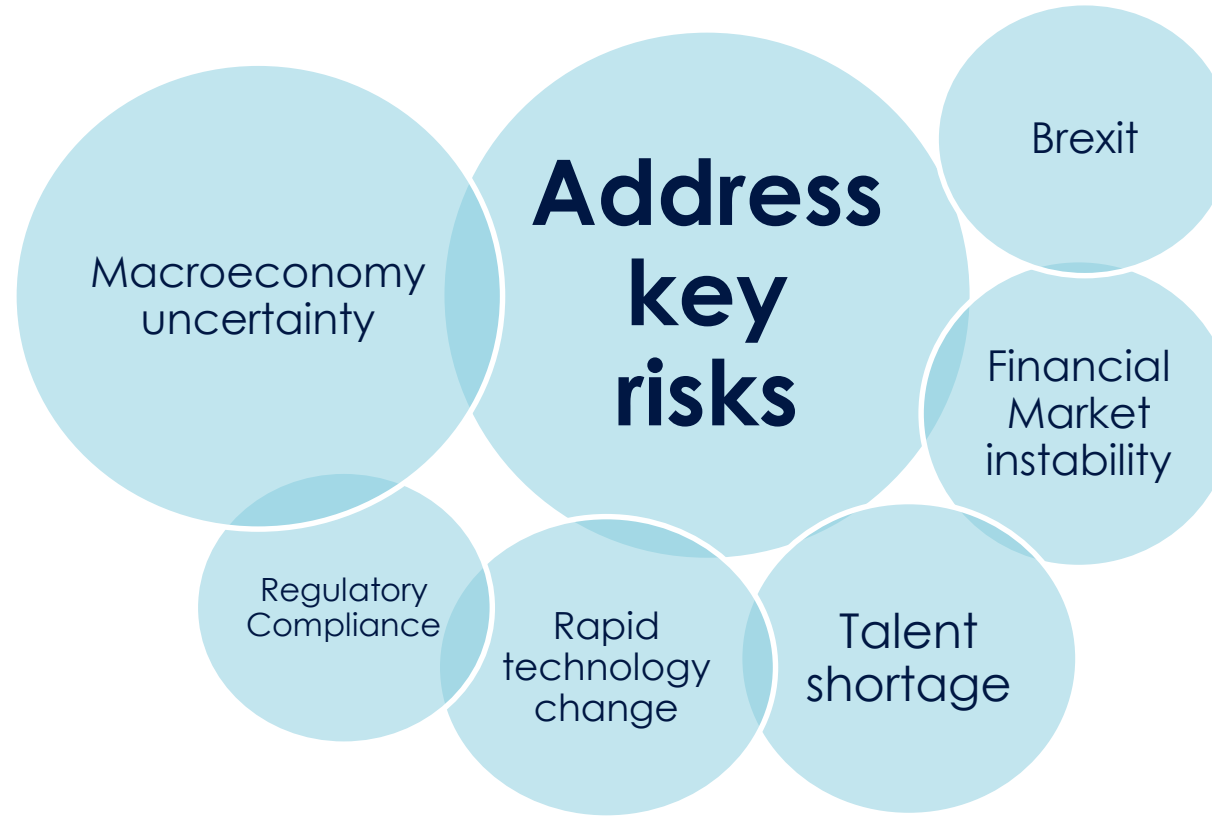 Macroeconomy
uncertainty
Address
key
risks
Brexit
Financial
Market
instability
Regulatory
Compliance
Rapid
technology
change
Talent
shortage